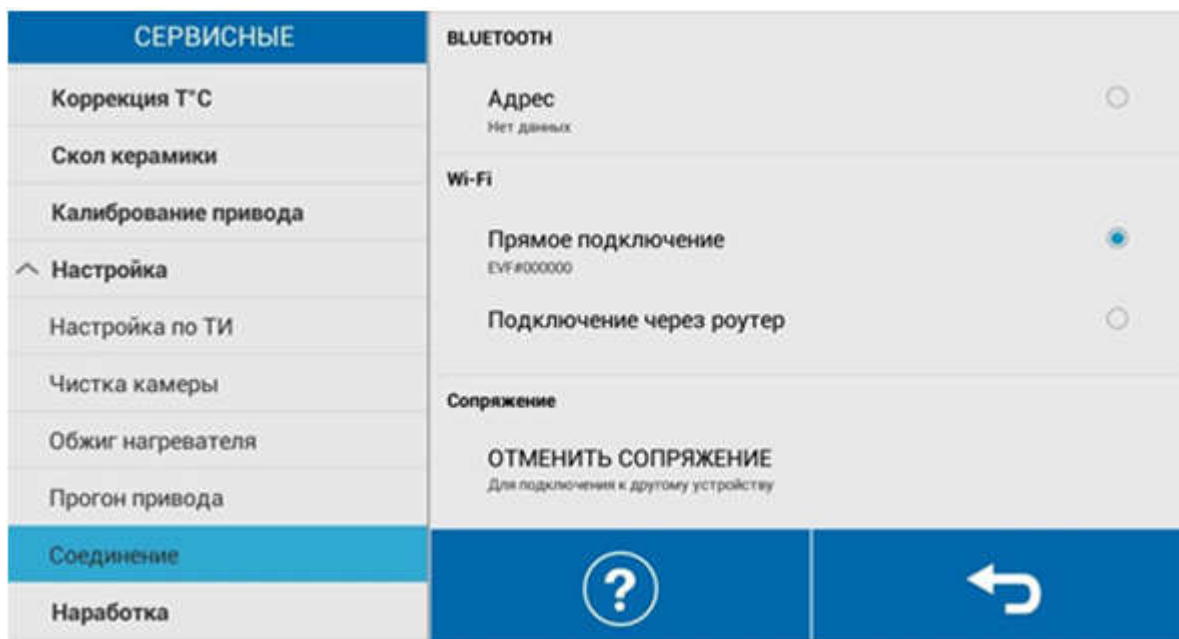 СЕРВИСНЫЕ
Коррекция T°C
Скол керамики
Калибрование привода
Настройка
Настройка по ТИ
Чистка камеры
Обжиг нагревателя
Прогон привода
Соединение
Наработка
BLUETOOTH
Адрес
Нет данных
Wi-Fi
Прямое подключение
EVF#000000
Подключение через роутер
Сопряжение
ОТМЕНИТЬ СОПРЯЖЕНИЕ
Для подключения к другому устройству
?